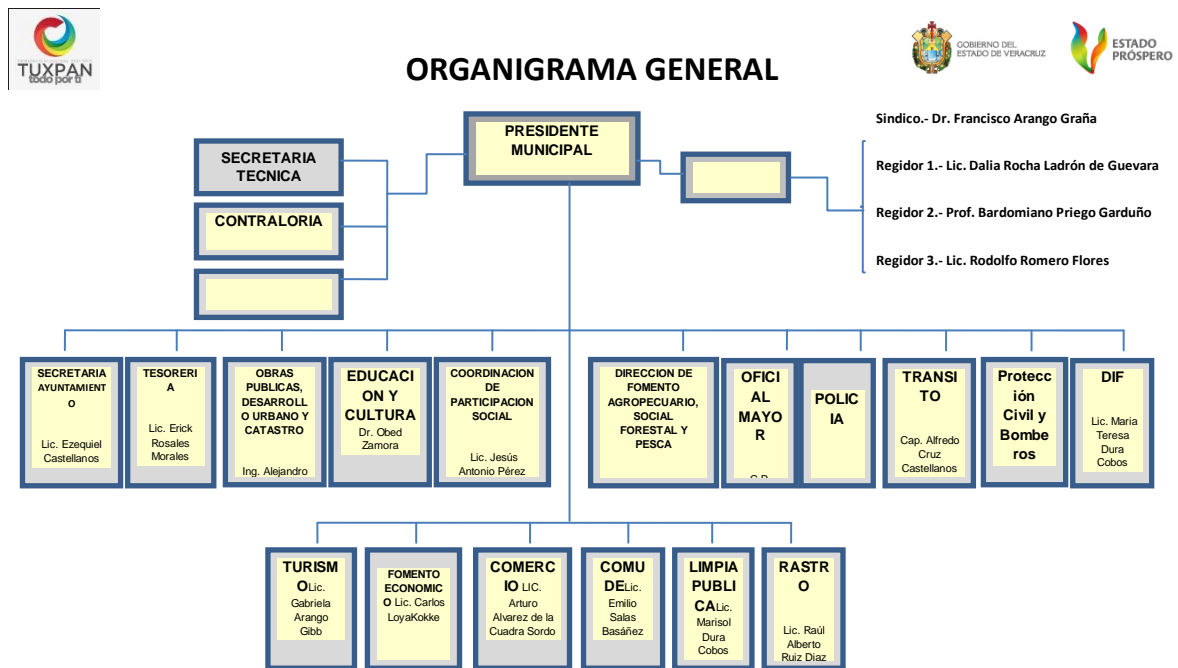 TUXPAN
todo por ti
ORGANIGRAMA GENERAL
GOBIERNO DEL
ESTADO DE VERACRUZ
ESTADO
PRÓSPERO
PRESIDENTE
MUNICIPAL
SECRETARIA
TECNICA
CONTRALORIA
Sindico.- Dr. Francisco Arango Graña
Regidor 1.- Lic. Dalia Rocha Ladrón de Guevara
Regidor 2.- Prof. Bardomiano Priego Garduño
Regidor 3.- Lic. Rodolfo Romero Flores
SECRETARIA
AYUNTAMIENT
O
Lic. Ezequiel
Castellanos
TESORERI
A
Lic. Erick
Rosales
Morales
OBRAS
PUBLICAS,
DESARROLL
O URBANO Y
CATASTRO
Ing. Alejandro
EDUCACI
ON Y
CULTURA
Dr. Obed
Zamora
COORDINACION
DE
PARTICIPACION
SOCIAL
Lic. Jesús
Antonio Pérez
DIRECCION DE
FOMENTO
AGROPECUARIO,
SOCIAL
FORESTAL Y
PESCA
OFICI
AL
MAYO
R
POLIC
IA
TRANSI
TO
Cap. Alfredo
Cruz
Castellanos
Protecc
ión
Civil y
Bombe
ros
DIF
Lic. Maria
Teresa
Dura
Cobos
TURISM
OLic.
Gabriela
Arango
Gibb
FOMENTO
ECONOMIC
O Lic. Carlos
LoyaKokke
COMERC
IO LIC.
Arturo
Alvarez de la
Cuadra Sordo
COMU
DELic.
Emilio
Salas
Basáñez
LIMPIA
PUBLI
CALic.
Marisol
Dura
Cobos
RASTR
O
Lic. Raúl
Alberto
Ruiz Diaz